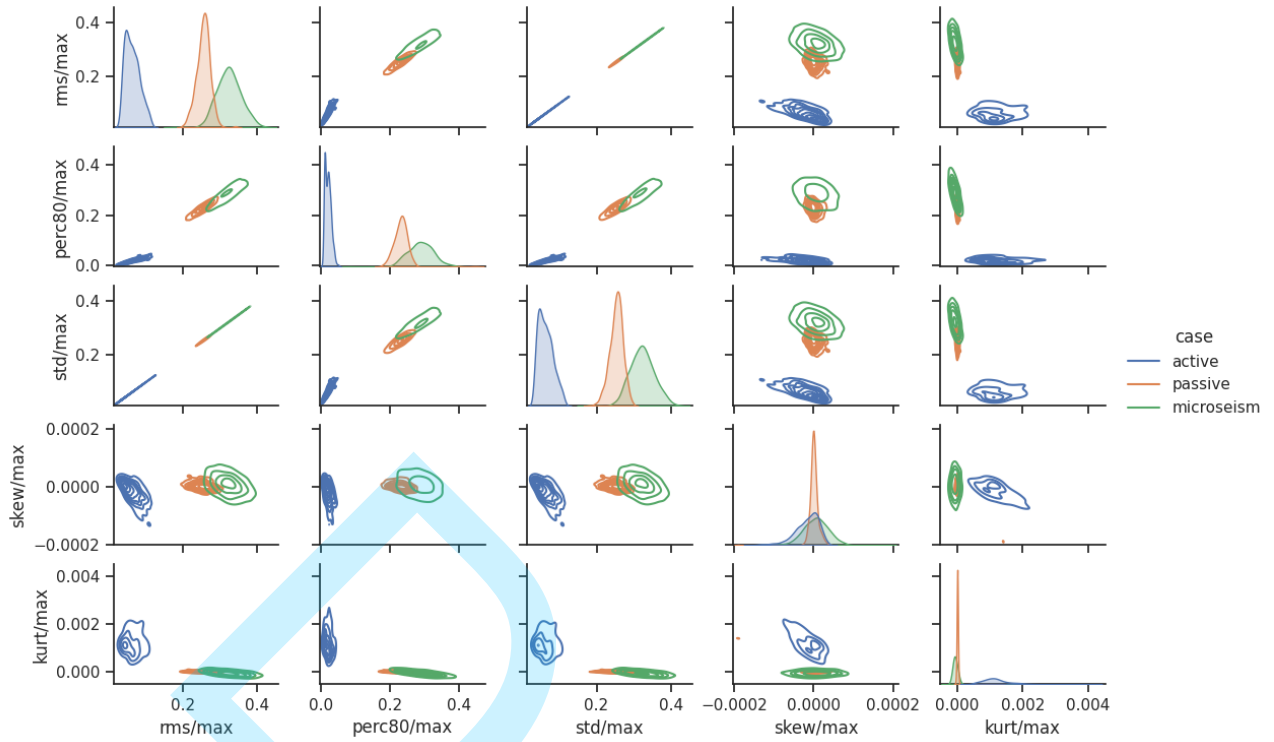 rms/max
0.4
0.2
perc80/max
0.4
0.2
0.0
std/max
0.4
0.2
case
active
passive
microseism
skew/max
0.0002
0.0000
−0.0002
kurt/max
0.004
0.002
0.000
0.2 0.4
0.0 0.2 0.4
0.2 0.4
−0.0002 0.0000 0.0002
0.000 0.002 0.004
rms/max perc80/max std/max skew/max kurt/max